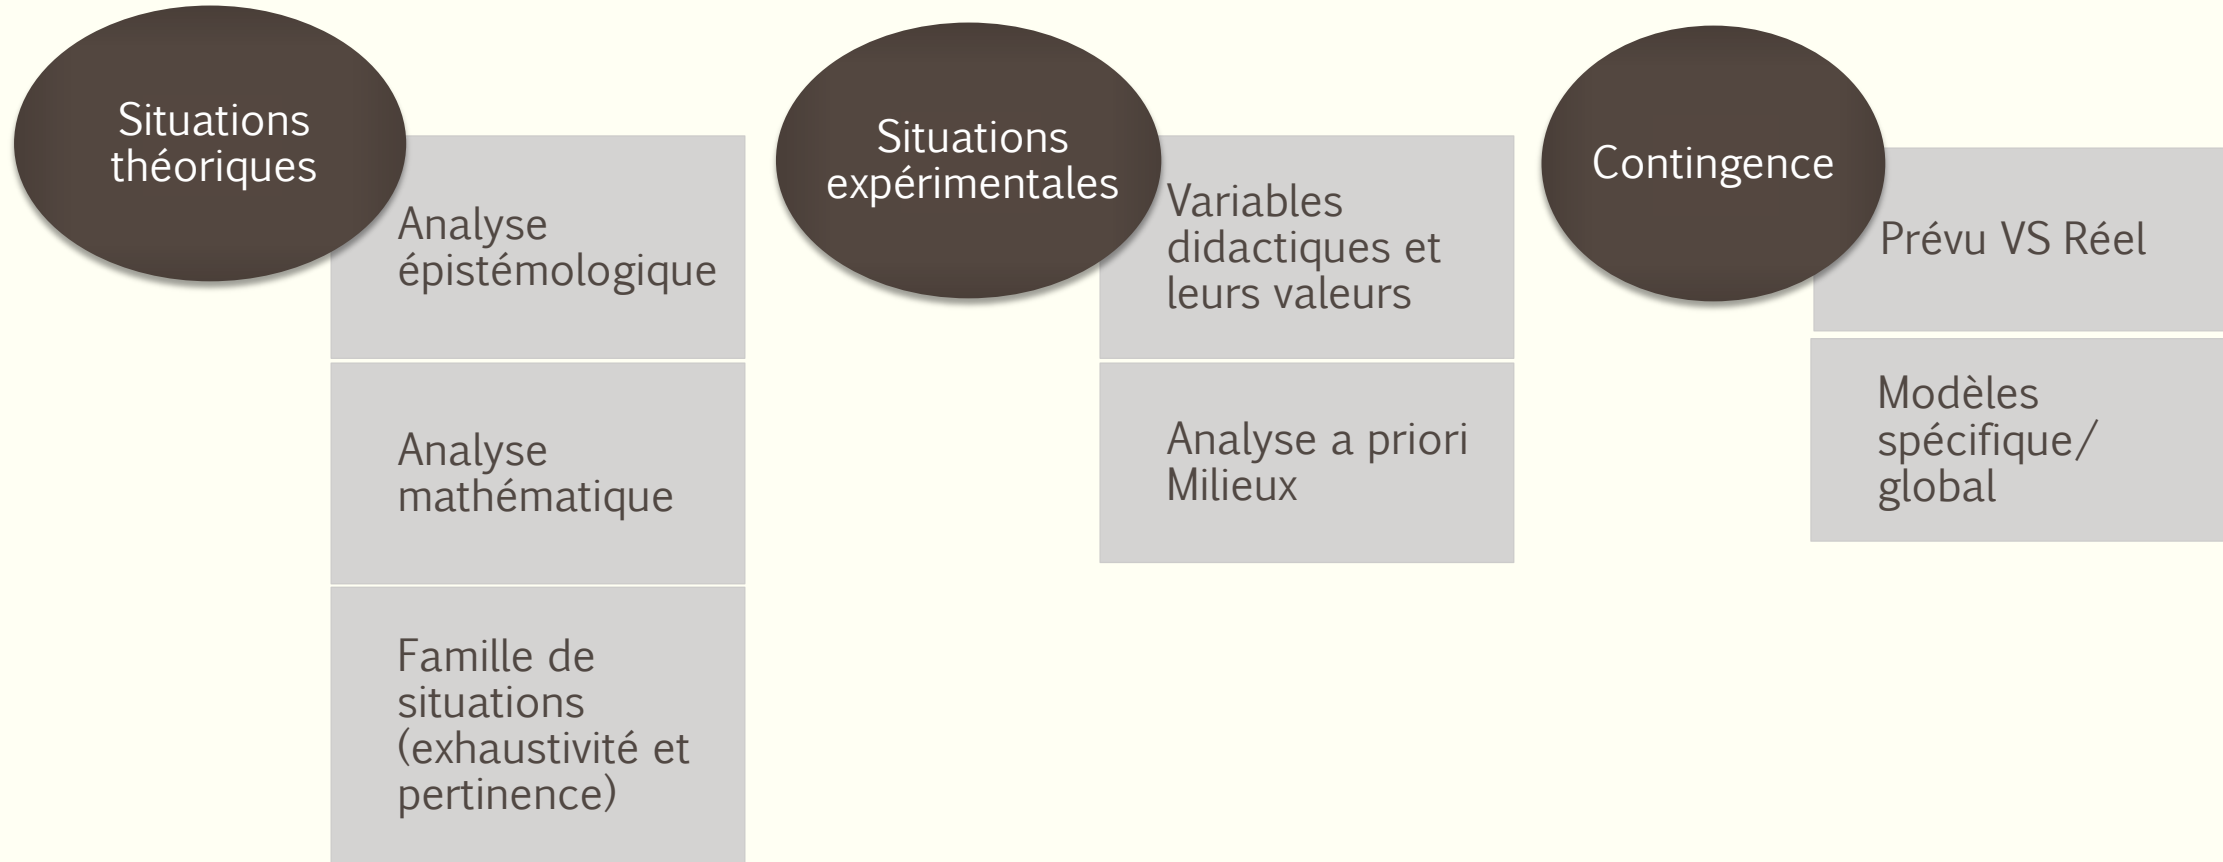 Situations
théoriques
Analyse
épistémologique
Analyse
mathématique
Famille de
situations
(exhaustivité et
pertinence)
Situations
expérimentales
Variables
didactiques et
leurs valeurs
Analyse a priori
Milieux
Contingence
Prévu VS Réel
Modèles
spécifique/
global